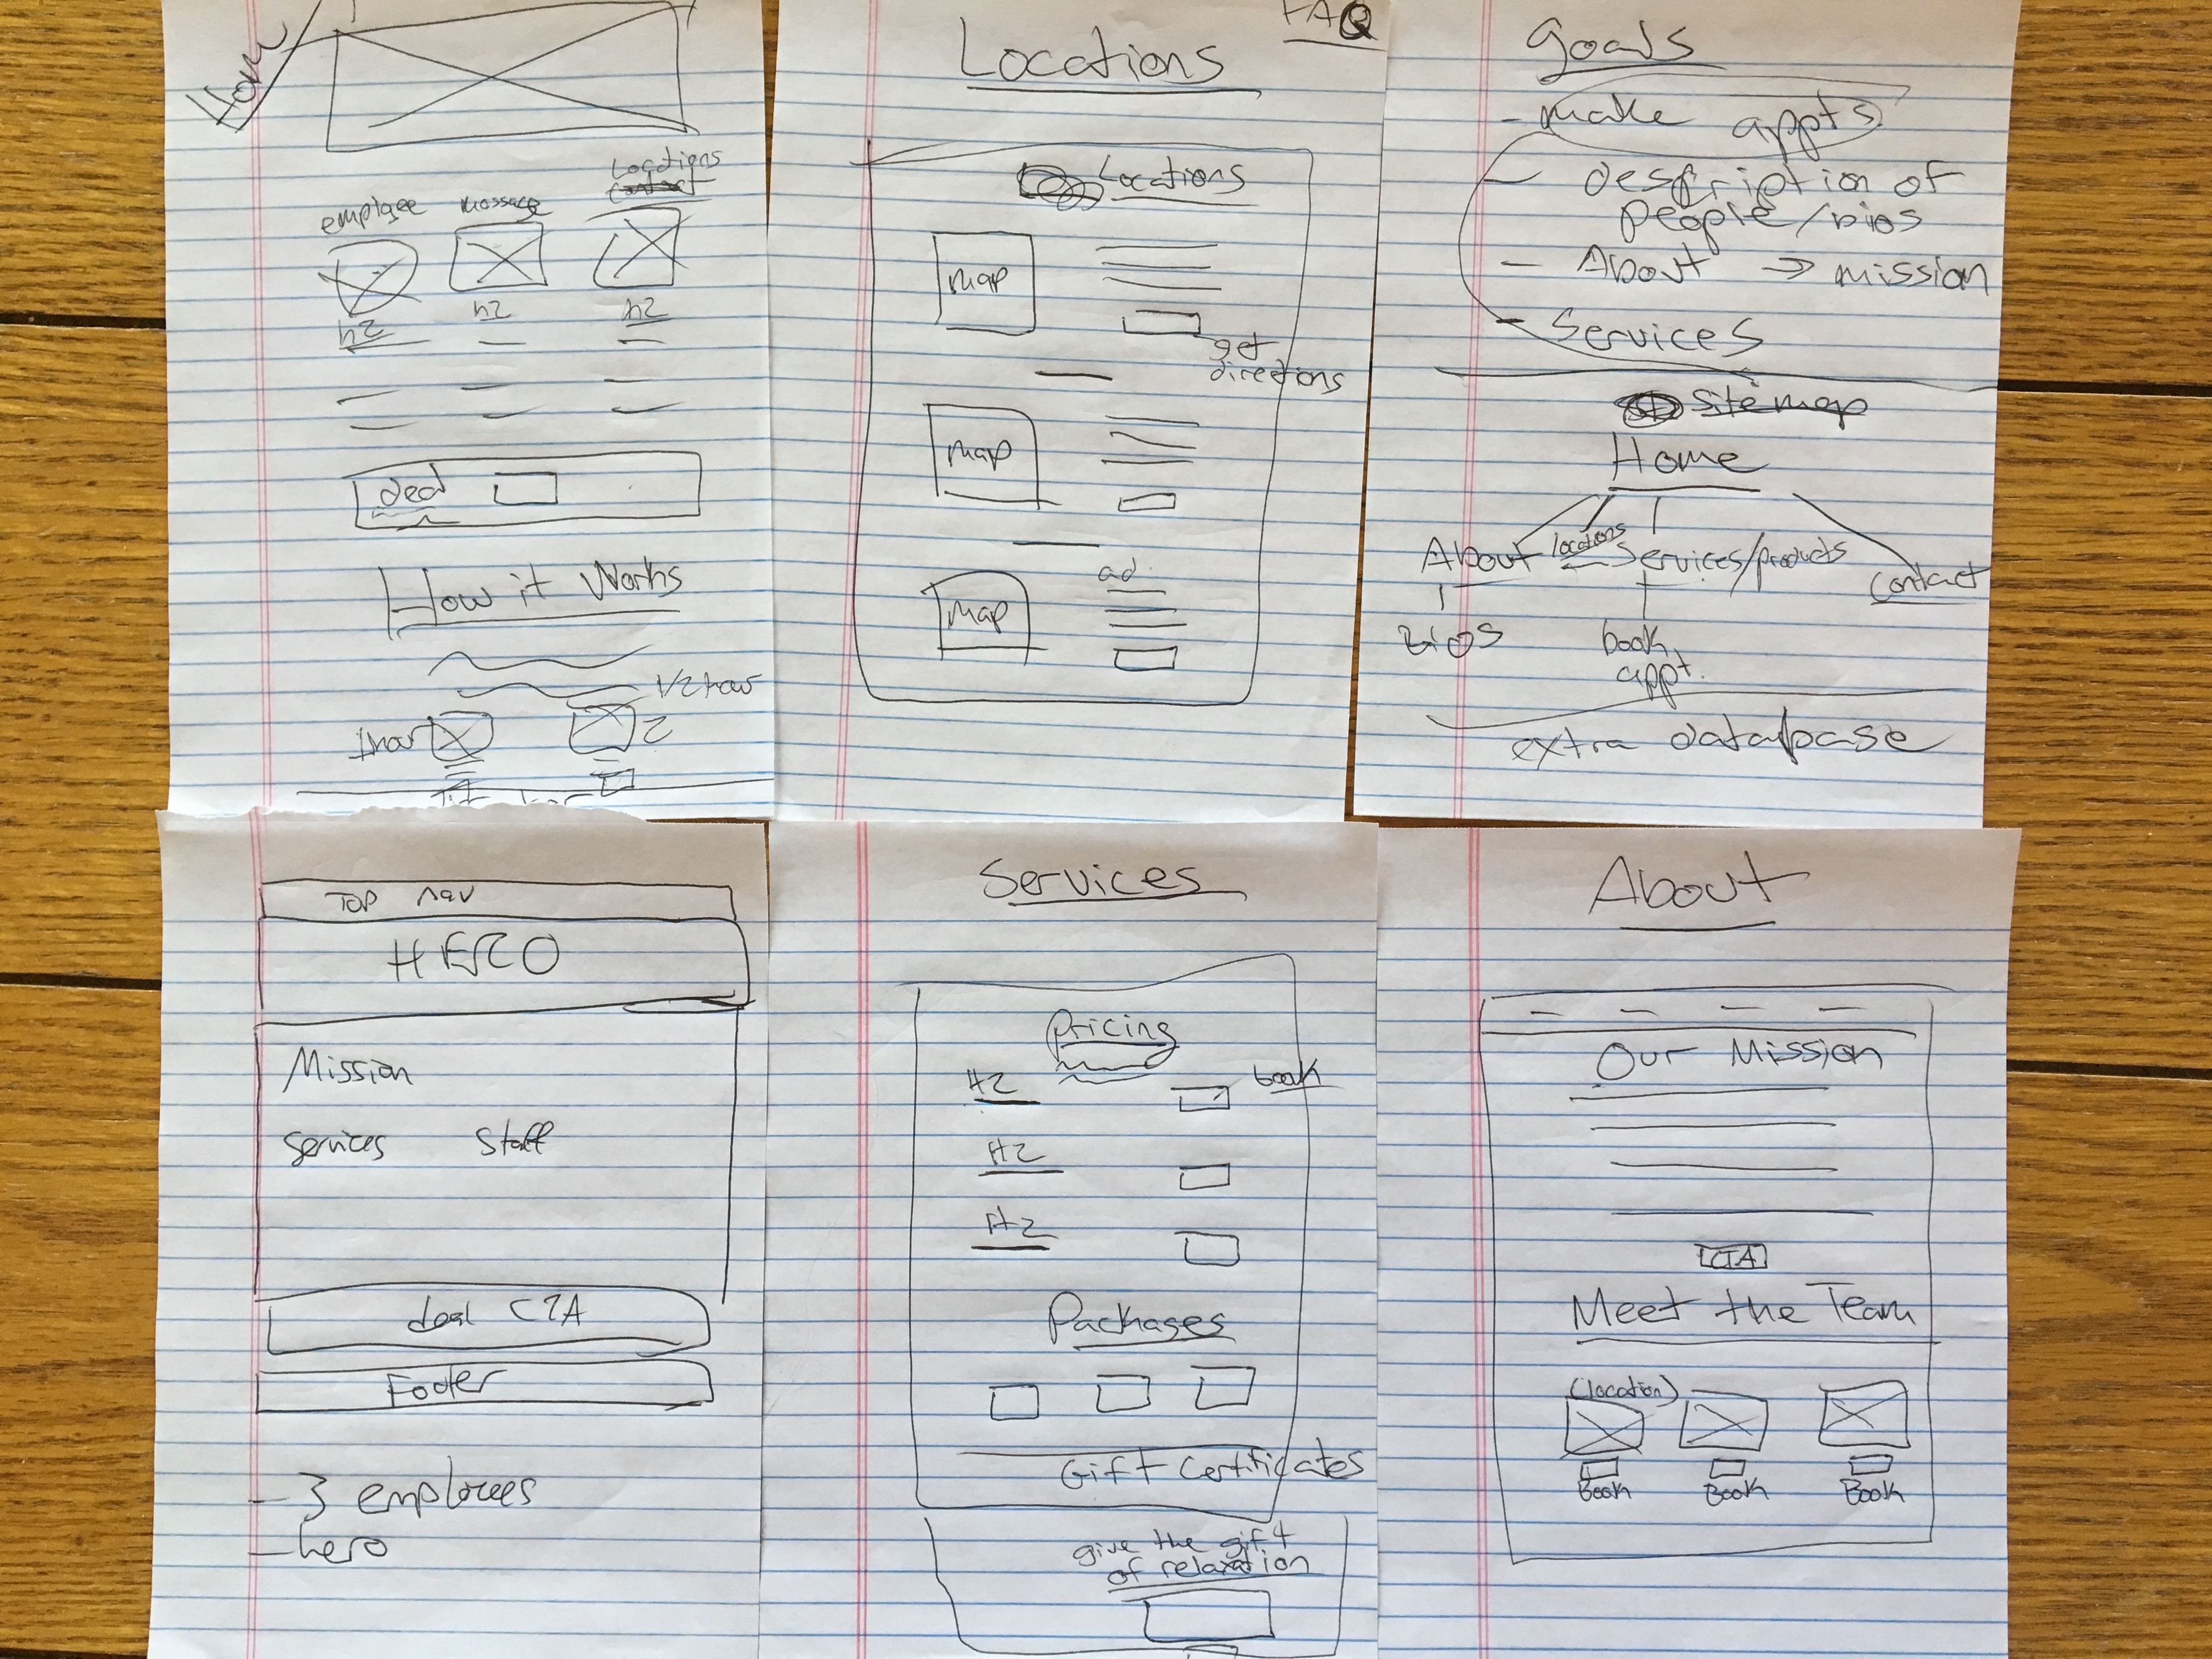 Home
Locations
contact
emplgee
massage
h2
h2
h2
deal
How it Works
1/2 hour
1 hour
2
FAQ
Locations
Locations
map
get
directions
map
map
ad
goals
- make appts
- description of
people/bios
- About → mission
- Services
Sitemap
Home
About
locations
Services/products
contact
Bios
book
appt.
extra database
TOP nav
HERO
Mission
Services
Staff
deal CTA
Footer
- 3 employees
- hero
Services
Pricing
H2
book
H2
H2
Packages
Gift Certificates
give the gift
of relaxation
About
Our Mission
CTA
Meet the Team
(location)
Book
Book
Book